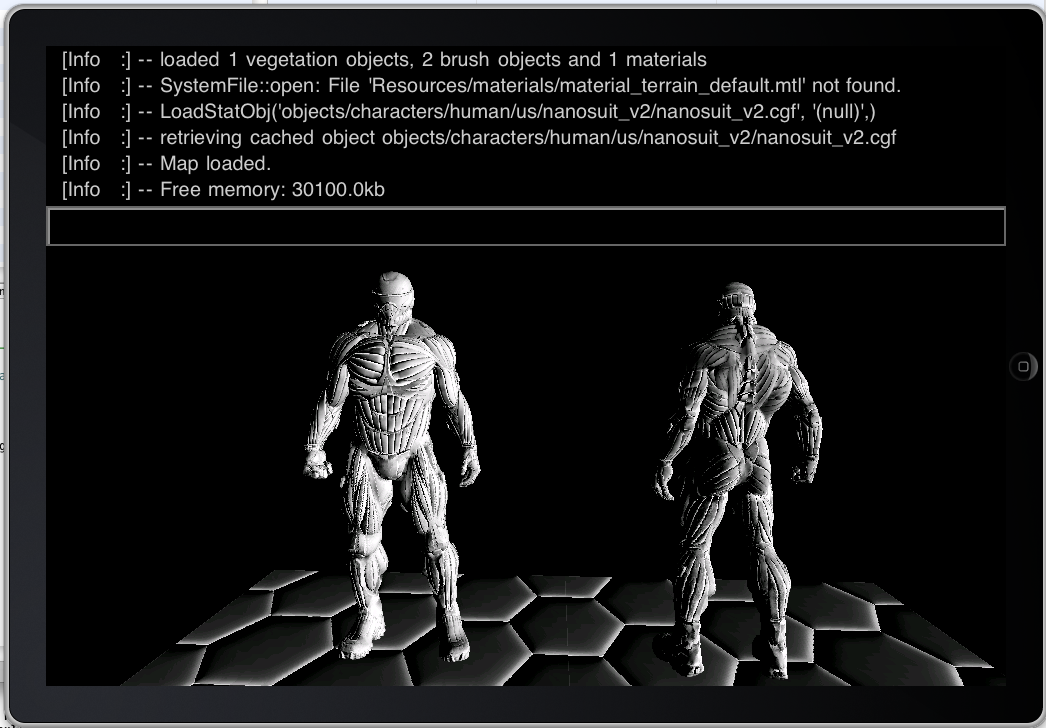 [Info :] -- loaded 1 vegetation objects, 2 brush objects and 1 materials
[Info :] -- SystemFile::open: File 'Resources/materials/material_terrain_default.mtl' not found.
[Info :] -- LoadStatObj('objects/characters/human/us/nanosuit_v2/nanosuit_v2.cgf', '(null)',)
[Info :] -- retrieving cached object objects/characters/human/us/nanosuit_v2/nanosuit_v2.cgf
[Info :] -- Map loaded.
[Info :] -- Free memory: 30100.0kb